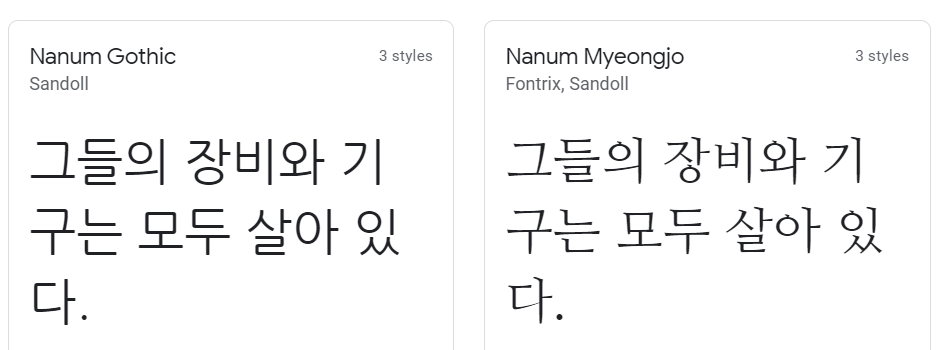 Nanum Gothic
3 styles
Sandoll
그들의 장비와 기
구는 모두 살아 있
다.
Nanum Myeongjo
3 styles
Fontrix, Sandoll
그들의 장비와 기
구는 모두 살아 있
다.